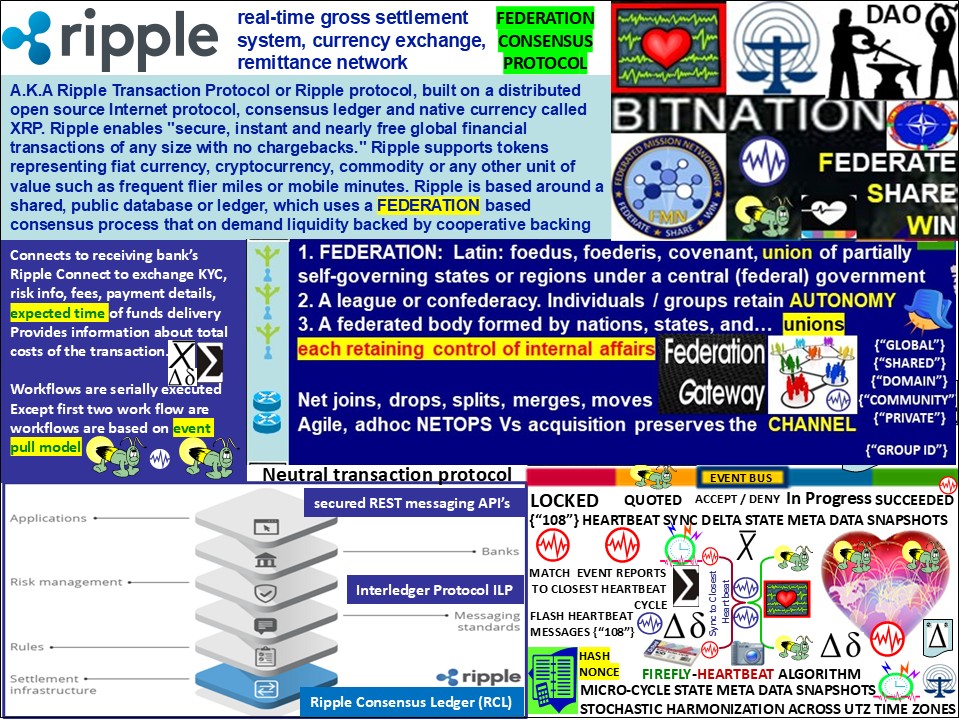 ripple
real-time gross settlement
system, currency exchange,
remittance network
FEDERATION
CONSENSUS
PROTOCOL
DAO
BITNATION
FEDERATED MISSION NETWORKING
FMN
FEDERATE ★ SHARE ★ WIN
FEDERATE
SHARE
WIN
A.K.A Ripple Transaction Protocol or Ripple protocol, built on a distributed
open source Internet protocol, consensus ledger and native currency called
XRP. Ripple enables "secure, instant and nearly free global financial
transactions of any size with no chargebacks." Ripple supports tokens
representing fiat currency, cryptocurrency, commodity or any other unit of
value such as frequent flier miles or mobile minutes. Ripple is based around a
shared, public database or ledger, which uses a FEDERATION based
consensus process that on demand liquidity backed by cooperative backing
Connects to receiving bank's
Ripple Connect to exchange KYC,
risk info, fees, payment details,
expected time of funds delivery
Provides information about total
costs of the transaction.
X Σ
Δ δ
Workflows are serially executed
Except first two work flow are
workflows are based on event
pull model
1. FEDERATION: Latin: foedus, foederis, covenant, union of partially
self-governing states or regions under a central (federal) government
2. A league or confederacy. Individuals / groups retain AUTONOMY
3. A federated body formed by nations, states, and... unions
each retaining control of internal affairs
Federation
Gateway
{“GLOBAL”}
{“SHARED”}
{“DOMAIN”}
{“COMMUNITY”}
{“PRIVATE”}
{“GROUP ID”}
Net joins, drops, splits, merges, moves
Agile, adhoc NETOPS Vs acquisition preserves the CHANNEL
Neutral transaction protocol
secured REST messaging API's
Applications
Banks
Risk management
Interledger Protocol ILP
Messaging
standards
Rules
Settlement
infrastructure
ripple
Ripple Consensus Ledger (RCL)
EVENT BUS
LOCKED QUOTED ACCEPT / DENY In Progress SUCCEEDED
{“108”} HEARTBEAT SYNC DELTA STATE META DATA SNAPSHOTS
X
MATCH EVENT REPORTS
TO CLOSEST HEARTBEAT
CYCLE
Σ
Sync to Closest
Heartbeat
FLASH HEARTBEAT
MESSAGES {“108”}
Δ δ
Δ δ
Δ
HASH
NONCE
FIREFLY-HEARTBEAT ALGORITHM
MICRO-CYCLE STATE META DATA SNAPSHOTS
STOCHASTIC HARMONIZATION ACROSS UTZ TIME ZONES